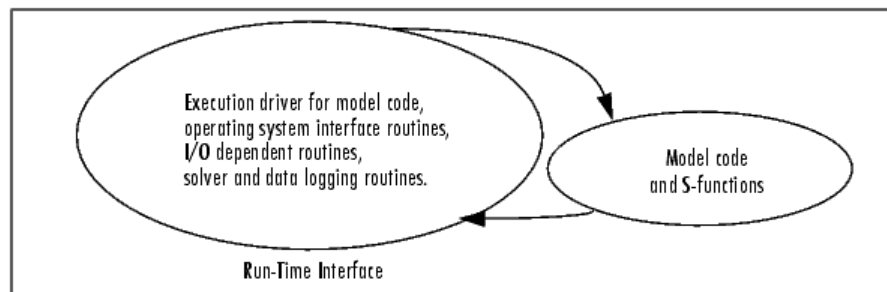 Execution driver for model code,
operating system interface routines,
I/O dependent routines,
solver and data logging routines.
Model code
and S-functions
Run-Time Interface